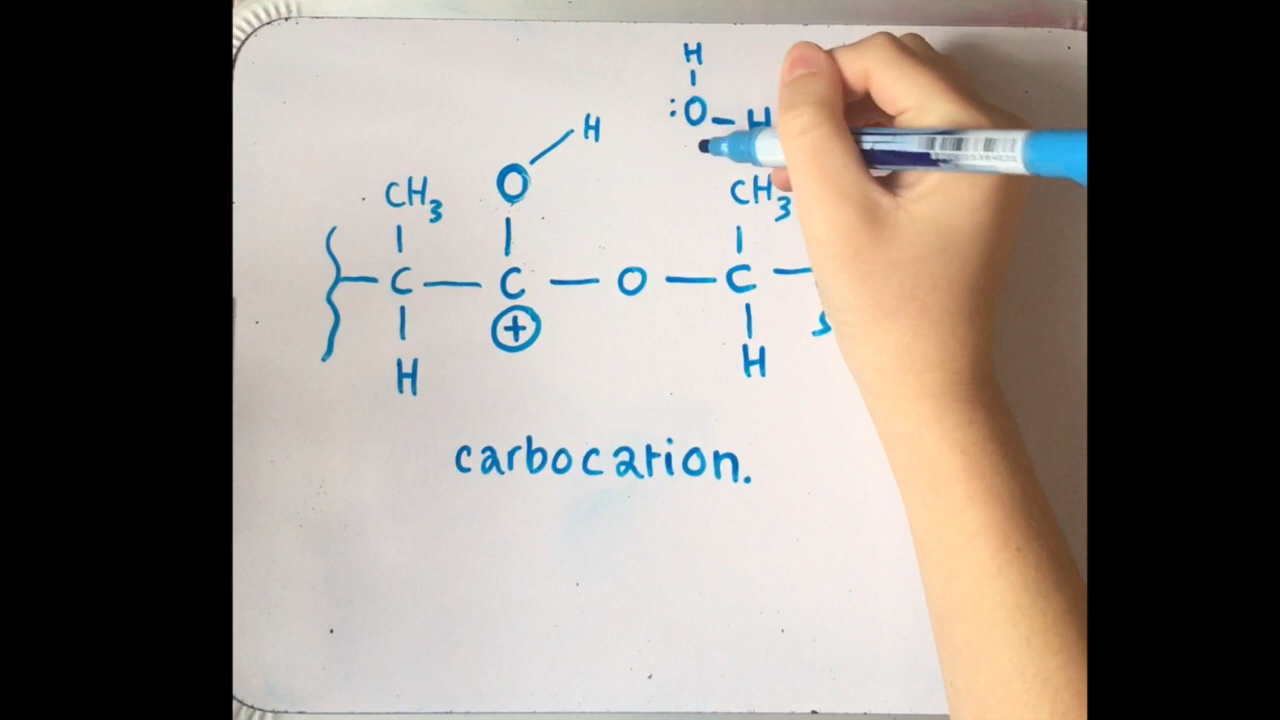 H
:O – H
O – H
CH3 CH3
C – C – O – C –
+
H H
carbocation.